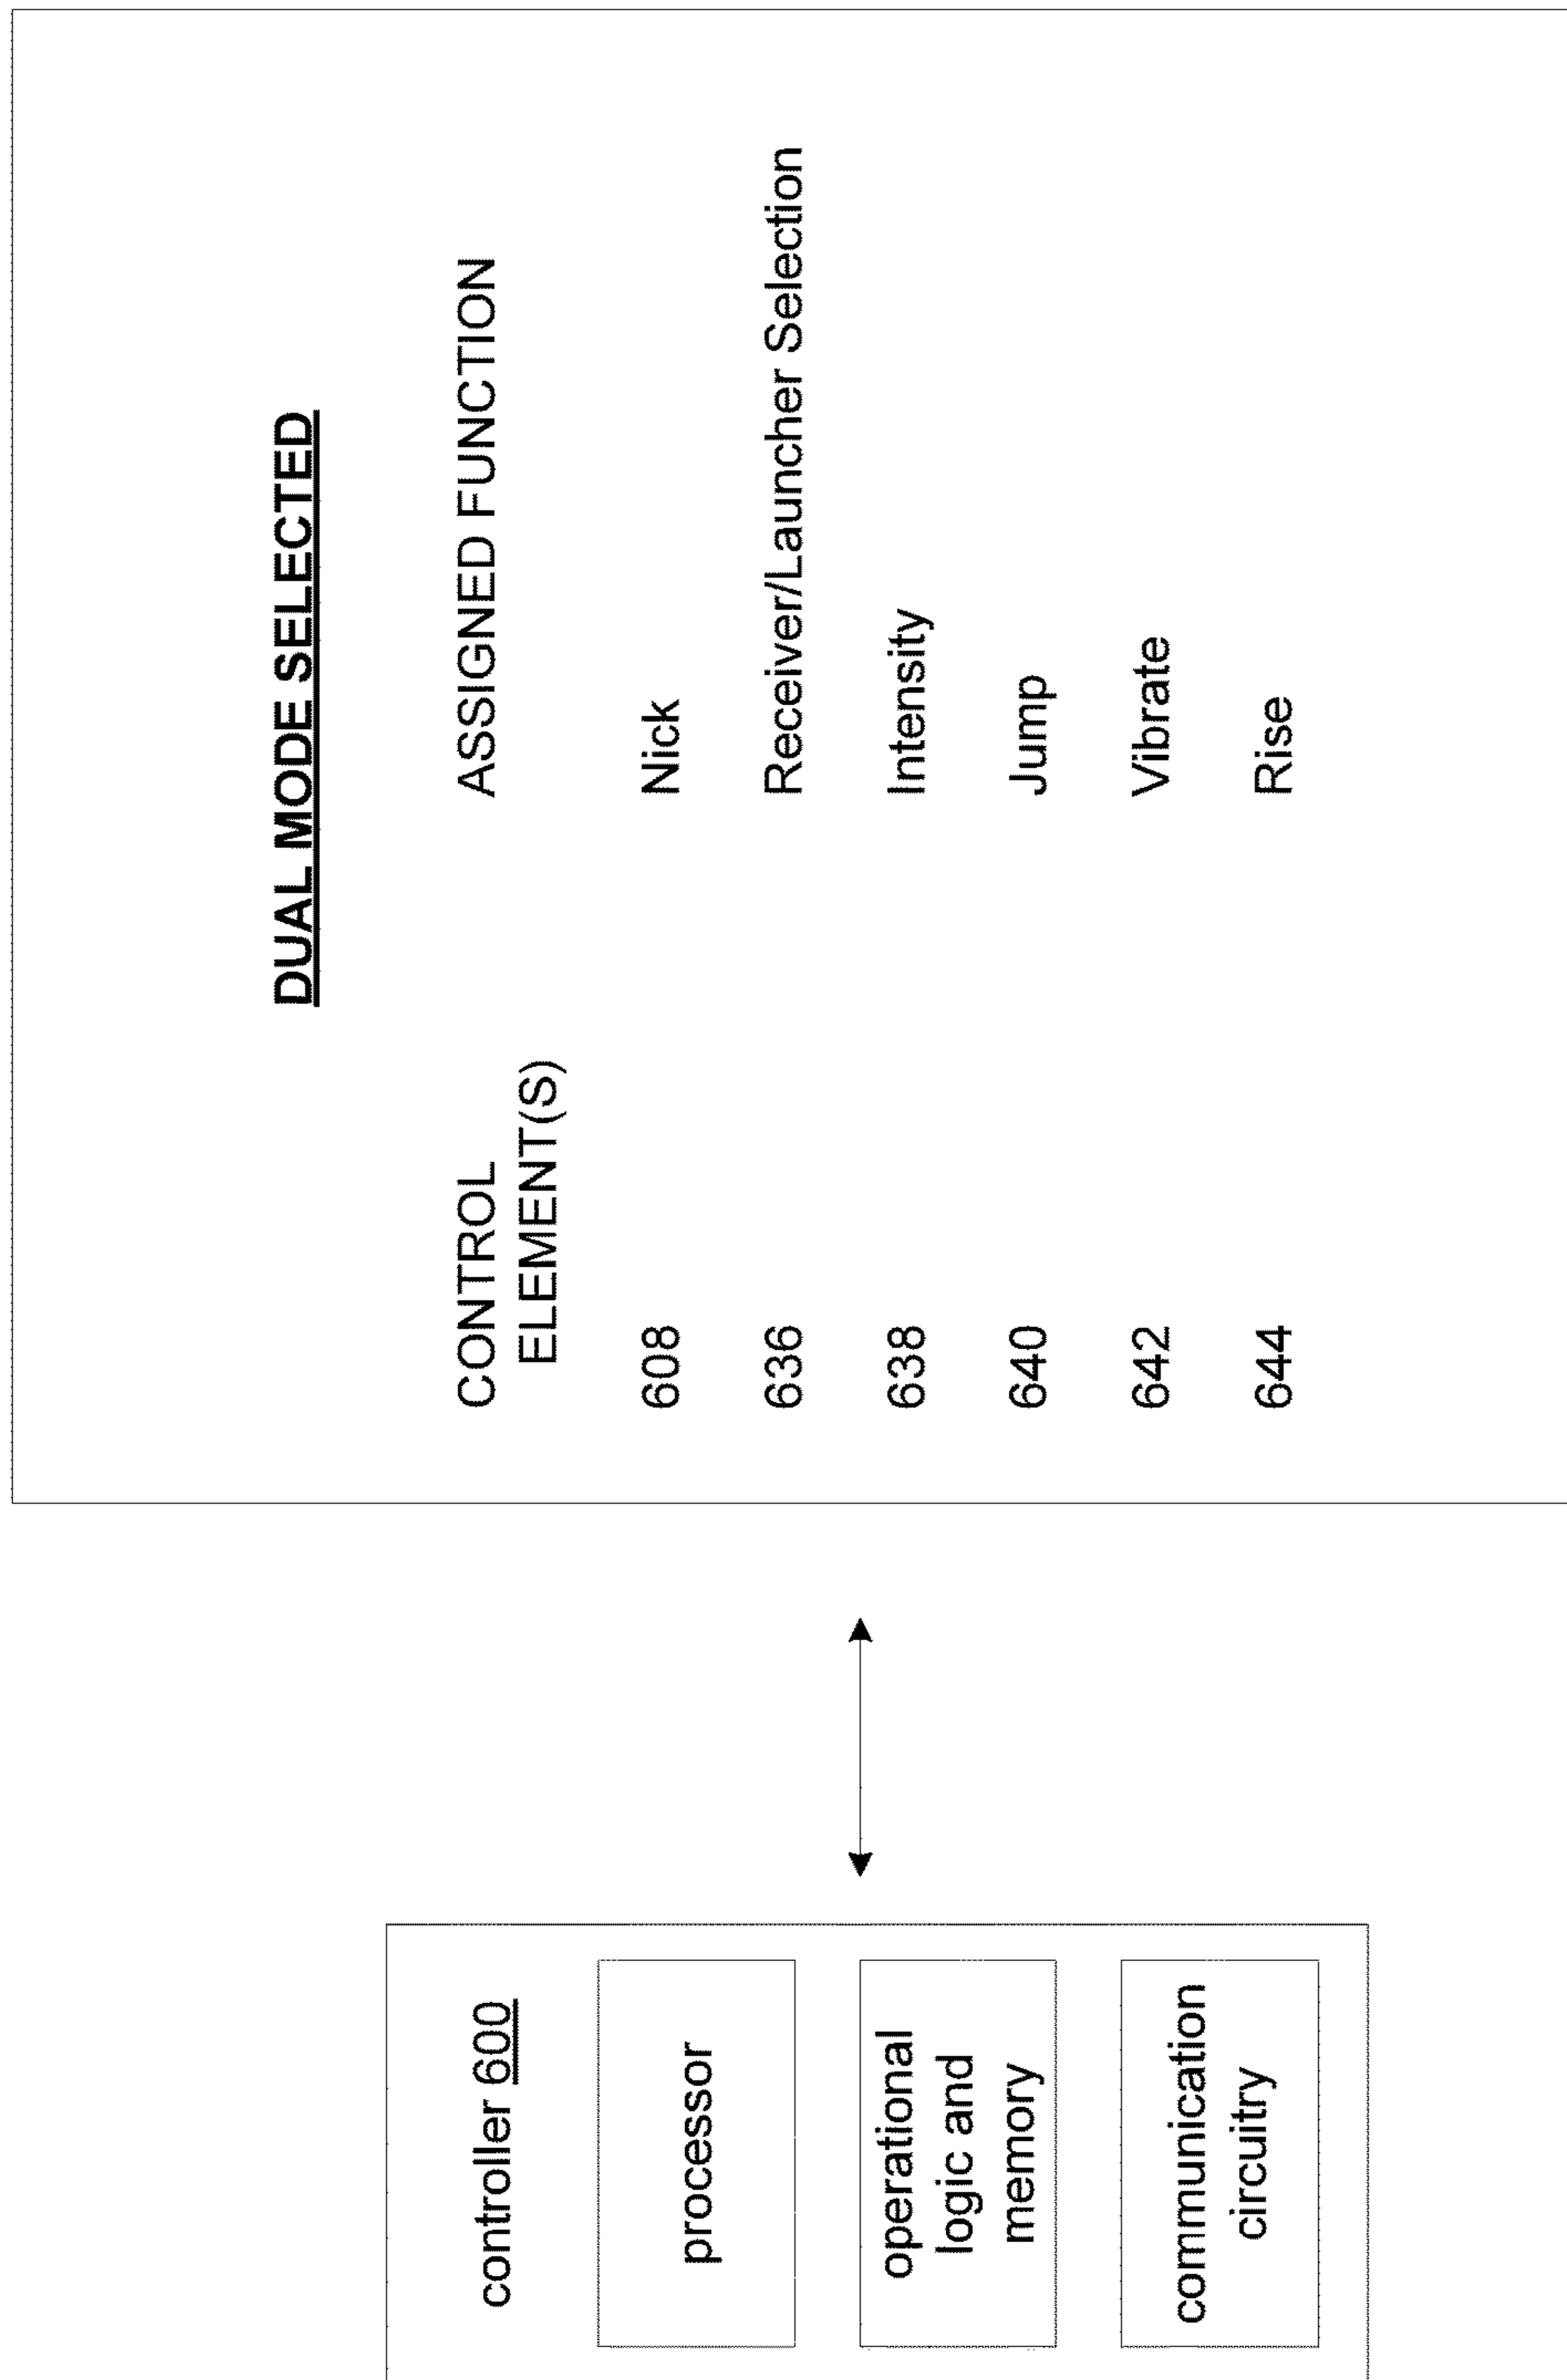 controller 600
processor
operational
logic and
memory
communication
circuitry
DUAL MODE SELECTED
CONTROL
ELEMENT(S)
ASSIGNED FUNCTION
608 Nick
636 Receiver/Launcher Selection
638 Intensity
640 Jump
642 Vibrate
644 Rise